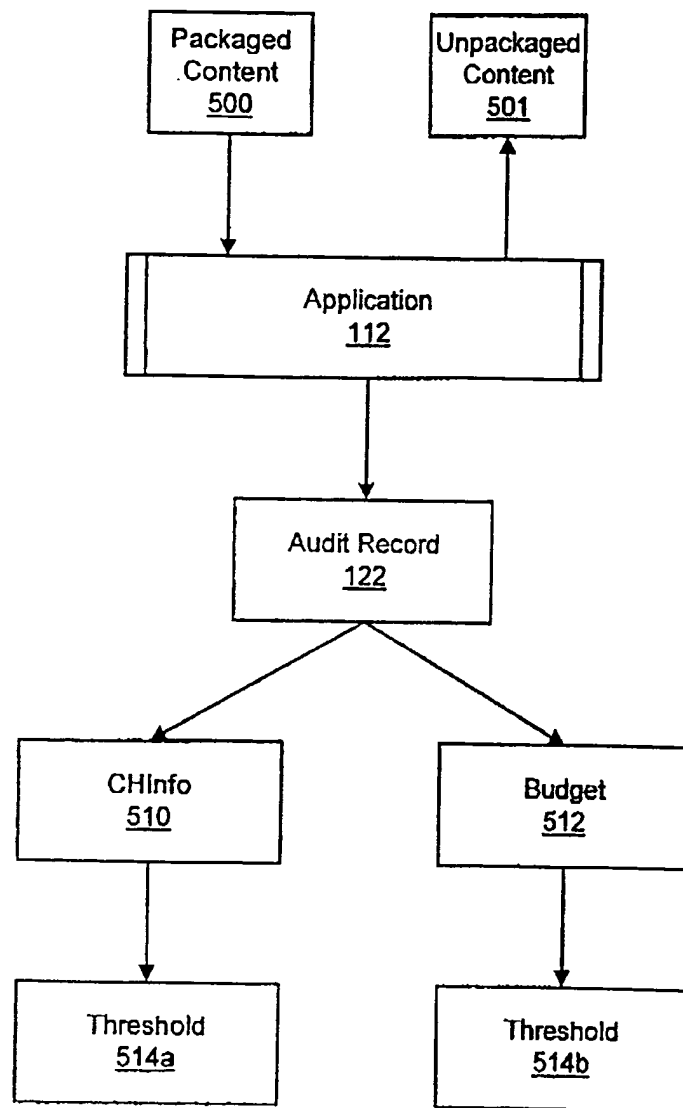 Packaged
Content
500
Unpackaged
Content
501
Application
112
Audit Record
122
CHInfo
510
Budget
512
Threshold
514a
Threshold
514b